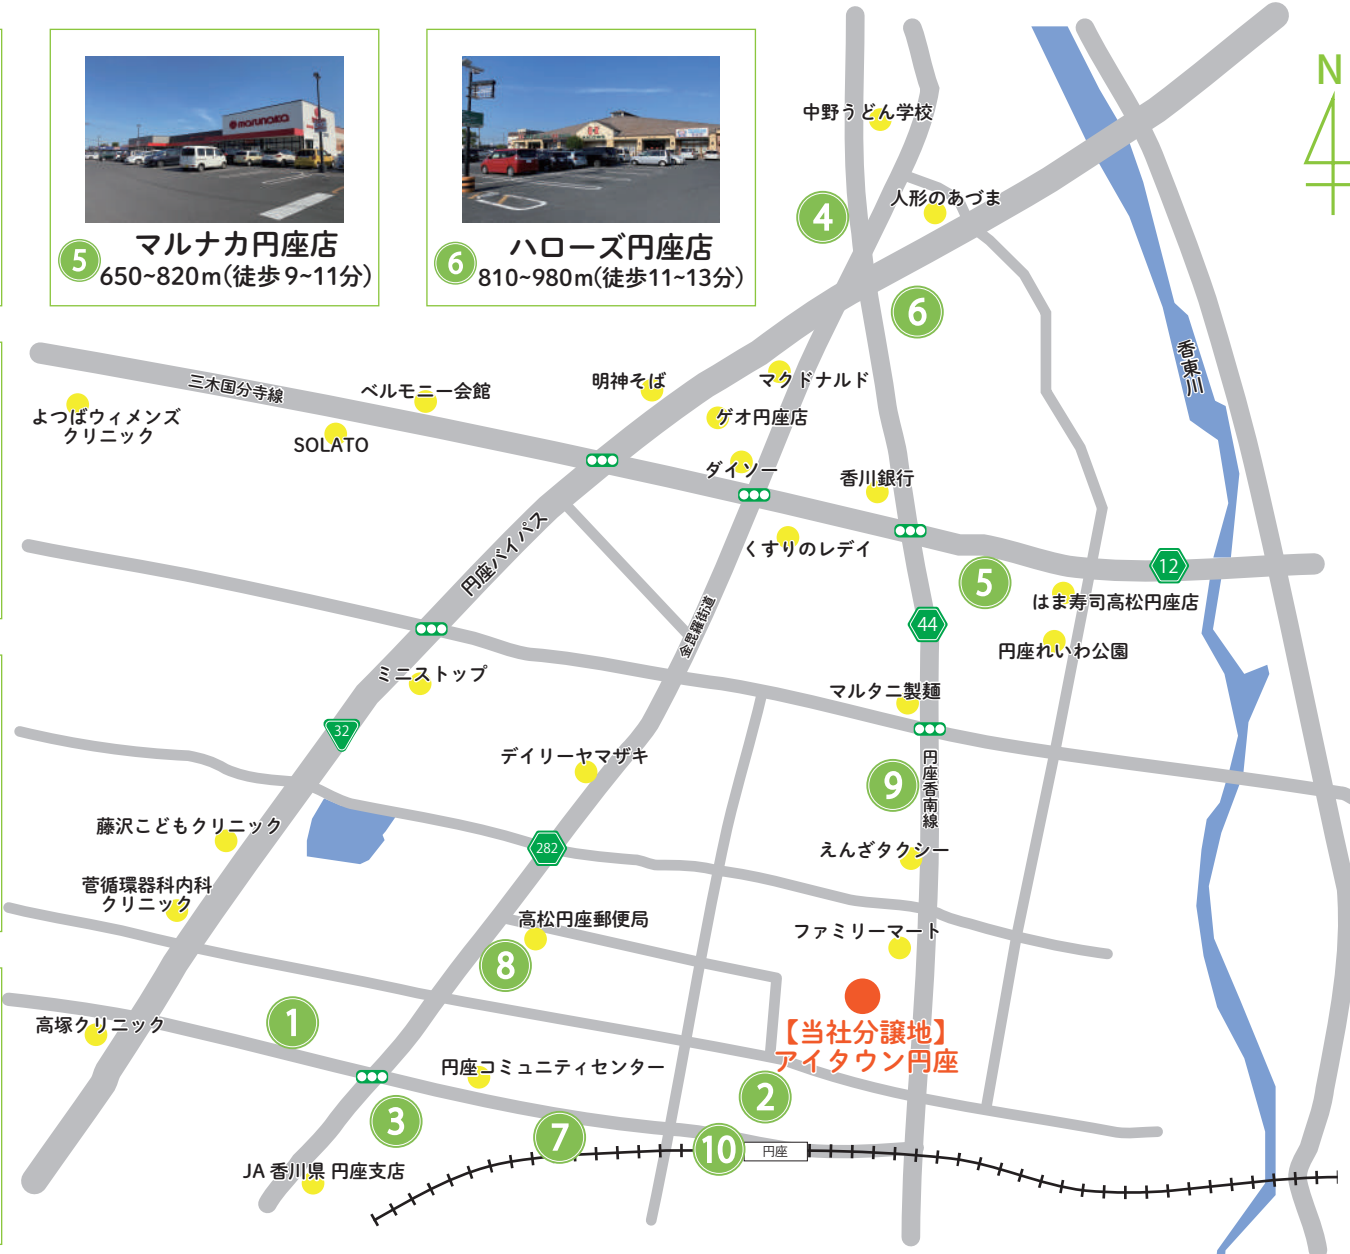 marunaka
5
マルナカ円座店
650~820m(徒歩9~11分)
6
ハローズ円座店
810~980m(徒歩11~13分)
N
中野うどん学校
4
人形のあづま
6
香東川
三木国分寺線
ベルモニー会館
明神そば
マクドナルド
よつばウィメンズ
クリニック
SOLATO
ゲオ円座店
ダイソー
香川銀行
円座バイパス
くすりのレデイ
12
5
はま寿司高松円座店
44
金毘羅街道
円座れいわ公園
ミニストップ
マルタニ製麺
32
デイリーヤマザキ
9
円座香南線
藤沢こどもクリニック
282
えんざタクシー
菅循環器科内科
クリニック
高松円座郵便局
ファミリーマート
8
1
高塚クリニック
【当社分譲地】
アイタウン円座
円座コミュニティセンター
2
3
7
10
円座
JA 香川県 円座支店